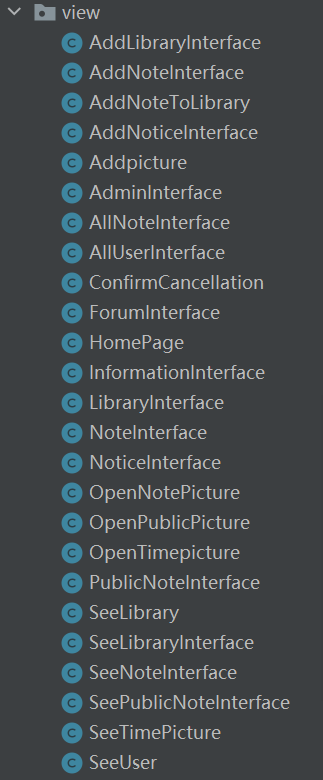 view
AddLibraryInterface
AddNoteInterface
AddNoteToLibrary
AddNoticeInterface
Addpicture
AdminInterface
AllNoteInterface
AllUserInterface
ConfirmCancellation
ForumInterface
HomePage
InformationInterface
LibraryInterface
NoteInterface
NoticeInterface
OpenNotePicture
OpenPublicPicture
OpenTimepicture
PublicNoteInterface
SeeLibrary
SeeLibraryInterface
SeeNoteInterface
SeePublicNoteInterface
SeeTimePicture
SeeUser